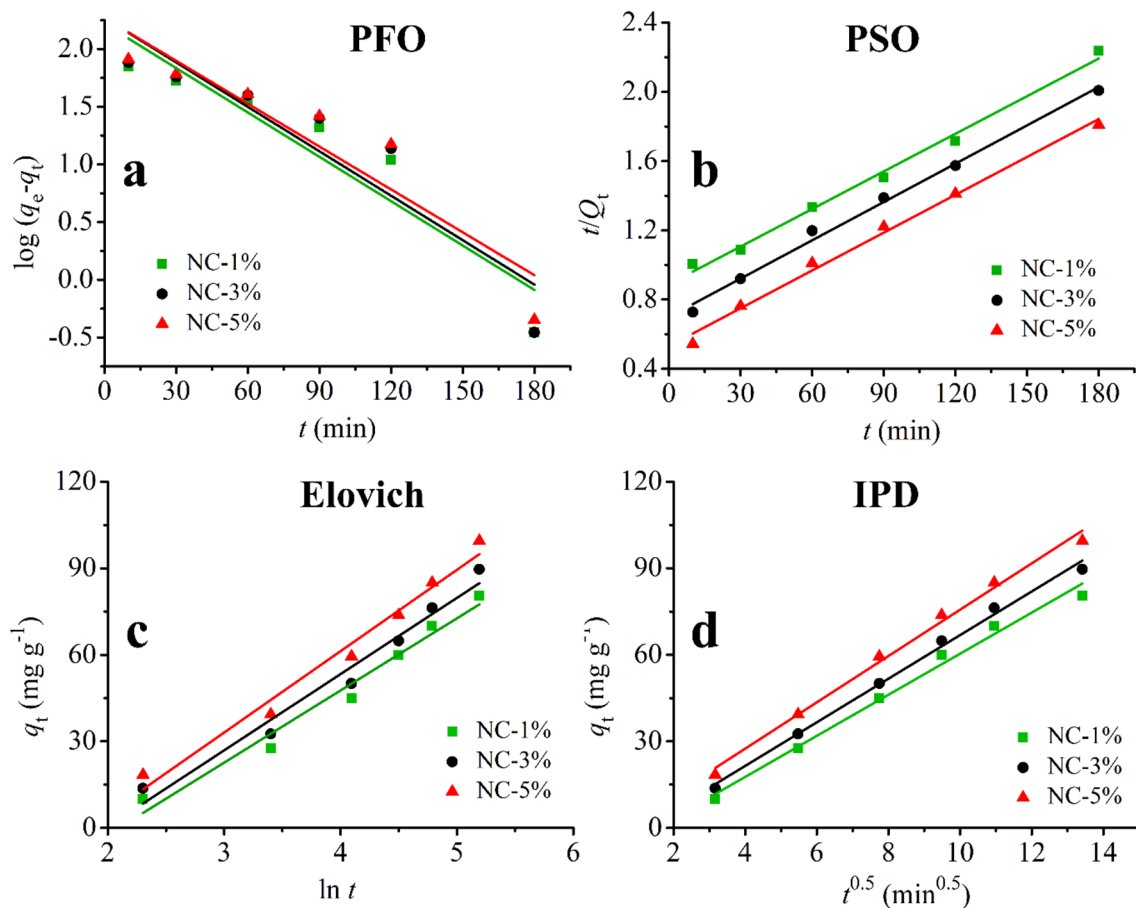 PFO
a
log (qe-qt)
2.0
1.5
1.0
0.5
0.0
-0.5
NC-1%
NC-3%
NC-5%
0 30 60 90 120 150 180
t (min)
PSO
b
t/Qt
2.4
2.0
1.6
1.2
0.8
0.4
NC-1%
NC-3%
NC-5%
0 30 60 90 120 150 180
t (min)
Elovich
c
qt (mg g⁻¹)
120
90
60
30
0
NC-1%
NC-3%
NC-5%
2 3 4 5 6
ln t
IPD
d
qt (mg g⁻¹)
120
90
60
30
0
NC-1%
NC-3%
NC-5%
2 4 6 8 10 12 14
t⁰·⁵ (min⁰·⁵)